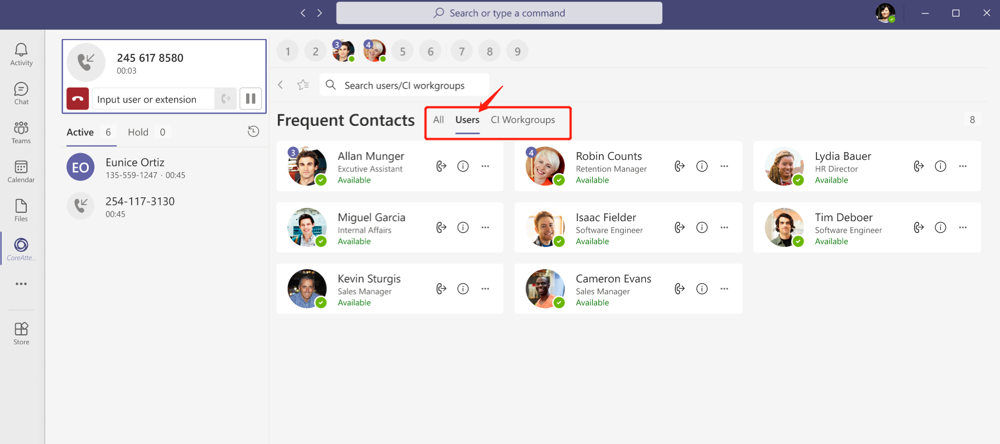 Search or type a command
Activity
Chat
Teams
Calendar
Files
CoreAtte...
Store
245 617 8580
00:03
Input user or extension
Active 6 Hold 0
EO
Eunice Ortiz
135-559-1247 · 00:45
254-117-3130
00:45
1 2 3 4 5 6 7 8 9
Search users/CI workgroups
Frequent Contacts All Users CI Workgroups 8
3
Allan Munger
Excutive Assistant
Available
4
Robin Counts
Retention Manager
Available
Lydia Bauer
HR Director
Available
Miguel Garcia
Internal Affairs
Available
Isaac Fielder
Software Engineer
Available
Tim Deboer
Software Engineer
Available
Kevin Sturgis
Sales Manager
Available
Cameron Evans
Sales Manager
Available